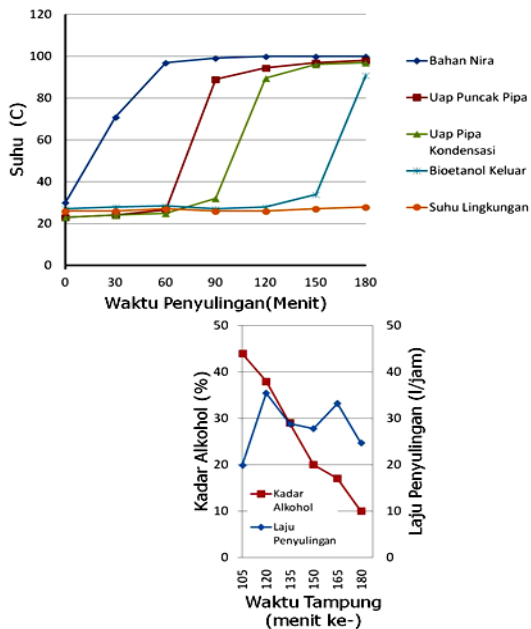 120
100
80
60
40
20
0
Suhu (C)
0 30 60 90 120 150 180
Waktu Penyulingan(Menit)
Bahan Nira
Uap Puncak Pipa
Uap Pipa
Kondensasi
Bioetanol Keluar
Suhu Lingkungan
50
40
30
20
10
0
Kadar Alkohol (%)
50
40
30
20
10
0
Laju Penyulingan (l/jam)
Kadar
Alkohol
Laju
Penyulingan
105 120 135 150 165 180
Waktu Tampung
(menit ke-)